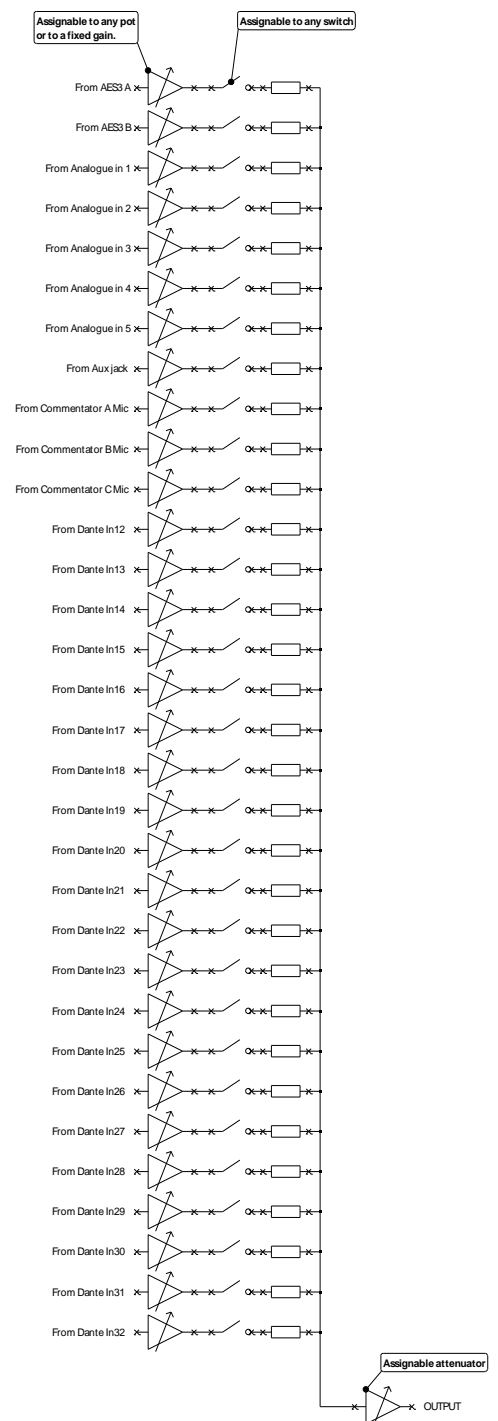 Assignable to any pot
or to a fixed gain.
Assignable to any switch
From AES3 A
From AES3 B
From Analogue in 1
From Analogue in 2
From Analogue in 3
From Analogue in 4
From Analogue in 5
From Aux jack
From Commentator A Mic
From Commentator B Mic
From Commentator C Mic
From Dante In12
From Dante In13
From Dante In14
From Dante In15
From Dante In16
From Dante In17
From Dante In18
From Dante In19
From Dante In20
From Dante In21
From Dante In22
From Dante In23
From Dante In24
From Dante In25
From Dante In26
From Dante In27
From Dante In28
From Dante In29
From Dante In30
From Dante In31
From Dante In32
Assignable attenuator
OUTPUT